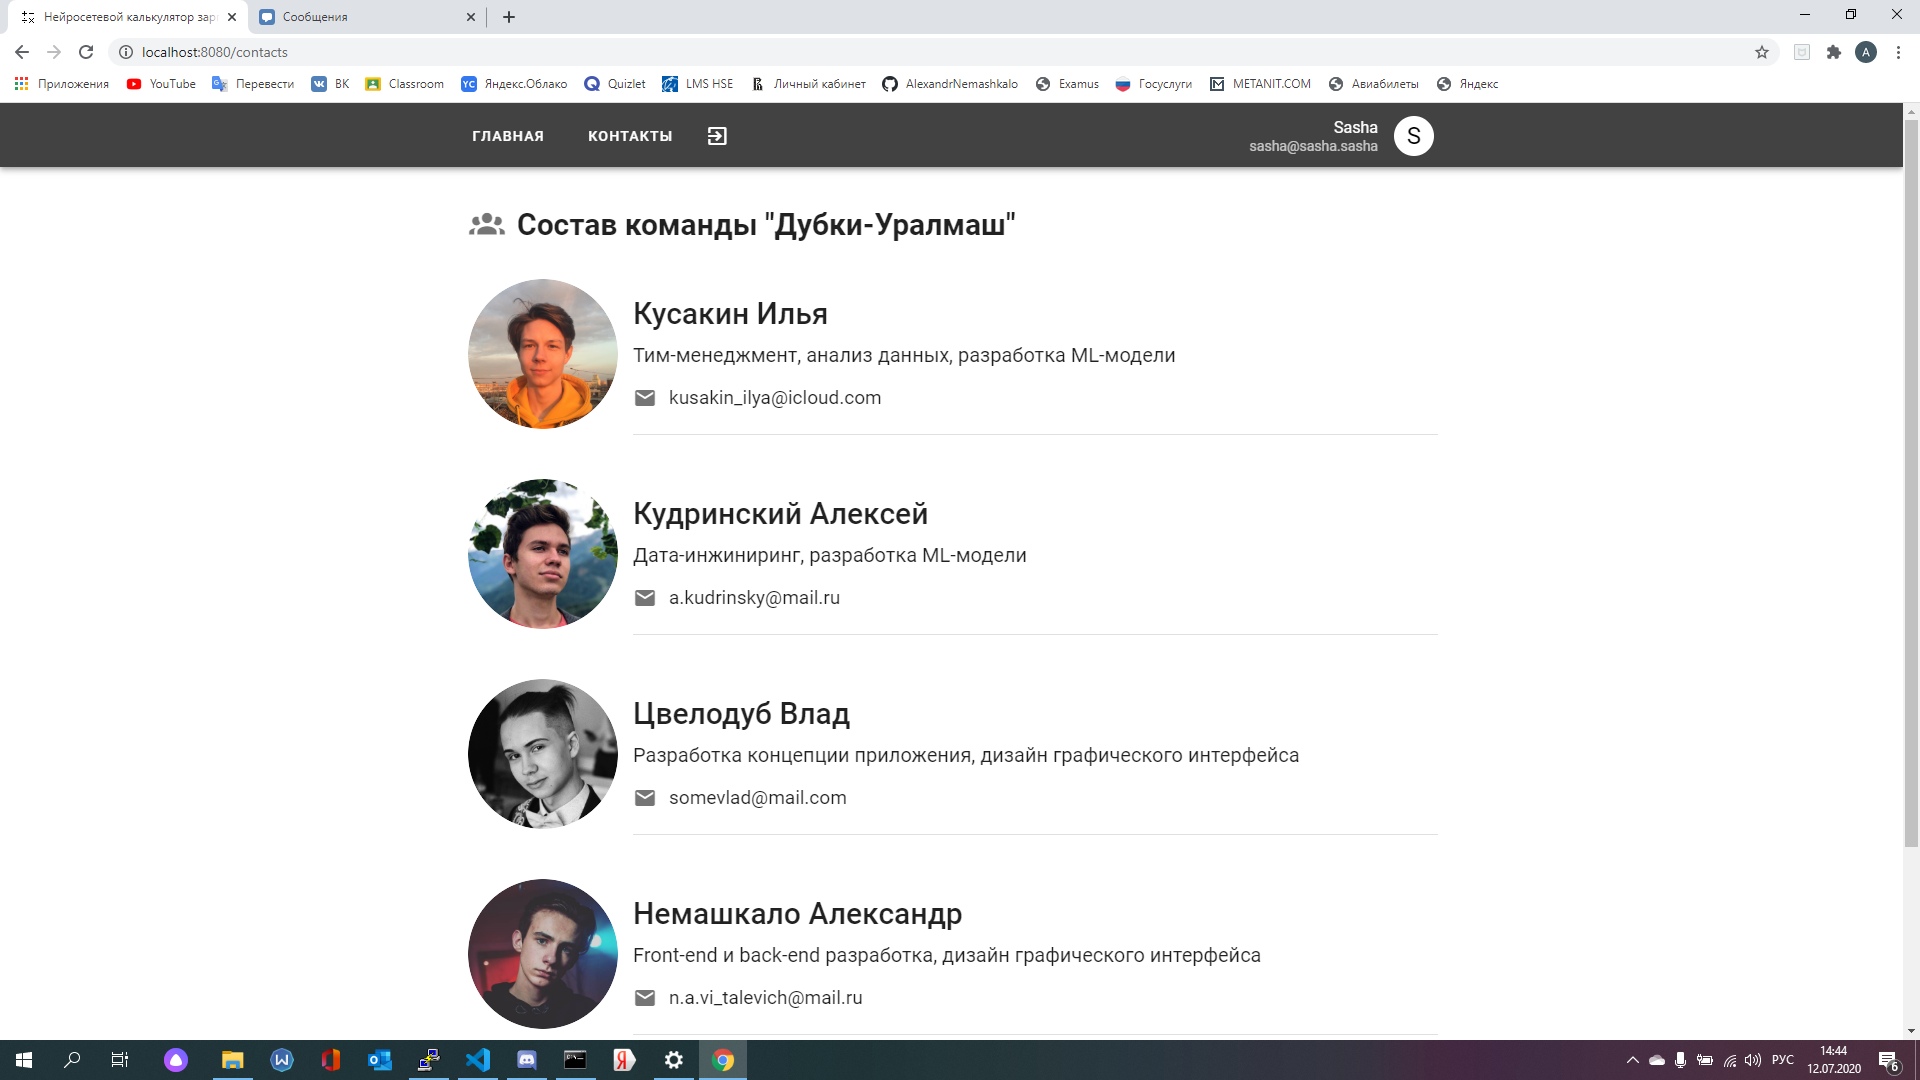 Нейросетевой калькулятор зар
Сообщения
localhost:8080/contacts
A
Приложения
YouTube
Перевести
ВК
Classroom
Яндекс.Облако
Quizlet
LMS HSE
Личный кабинет
AlexandrNemashkalo
Examus
Госуслуги
METANIT.COM
Авиабилеты
Яндекс
ГЛАВНАЯ
КОНТАКТЫ
Sasha
sasha@sasha.sasha
S
Состав команды "Дубки-Уралмаш"
Кусакин Илья
Тим-менеджмент, анализ данных, разработка ML-модели
kusakin_ilya@icloud.com
Кудринский Алексей
Дата-инжиниринг, разработка ML-модели
a.kudrinsky@mail.ru
Цвелодуб Влад
Разработка концепции приложения, дизайн графического интерфейса
somevlad@mail.com
Немашкало Александр
Front-end и back-end разработка, дизайн графического интерфейса
n.a.vi_talevich@mail.ru
РУС
14:44
12.07.2020
6